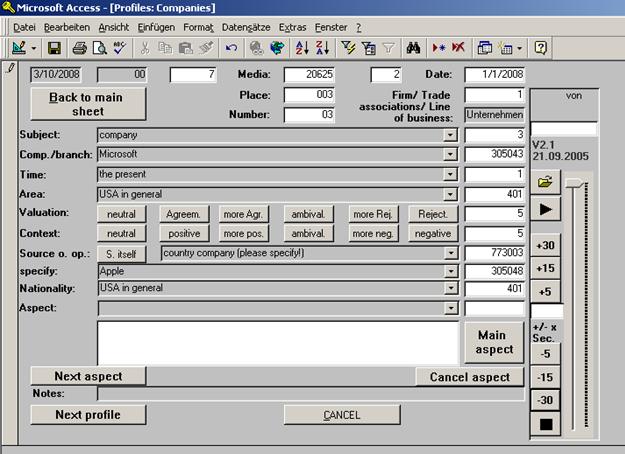 Microsoft Access - [Profiles: Companies]
Datei Bearbeiten Ansicht Einfügen Format Datensätze Extras Fenster ?
3/10/2008 00 7 Media: 20625 2 Date: 1/1/2008
Back to main sheet
Place: 003
Firm/ Trade associations/ Line of business: 1
Number: 03
Unternehmen
von
Subject: company 3
Comp./branch: Microsoft 305043
V2.1
21.09.2005
Time: the present 1
Area: USA in general 401
Valuation: neutral Agreem. more Agr. ambival. more Rej. Reject. 5
Context: neutral positive more pos. ambival. more neg. negative 5
Source o. op.: S. itself country company (please specify!) 773003
specify: Apple 305048
Nationality: USA in general 401
Aspect:
+30
+15
+5
+/- x
Sec.
-5
-15
-30
Main aspect
Next aspect Cancel aspect
Notes:
Next profile CANCEL